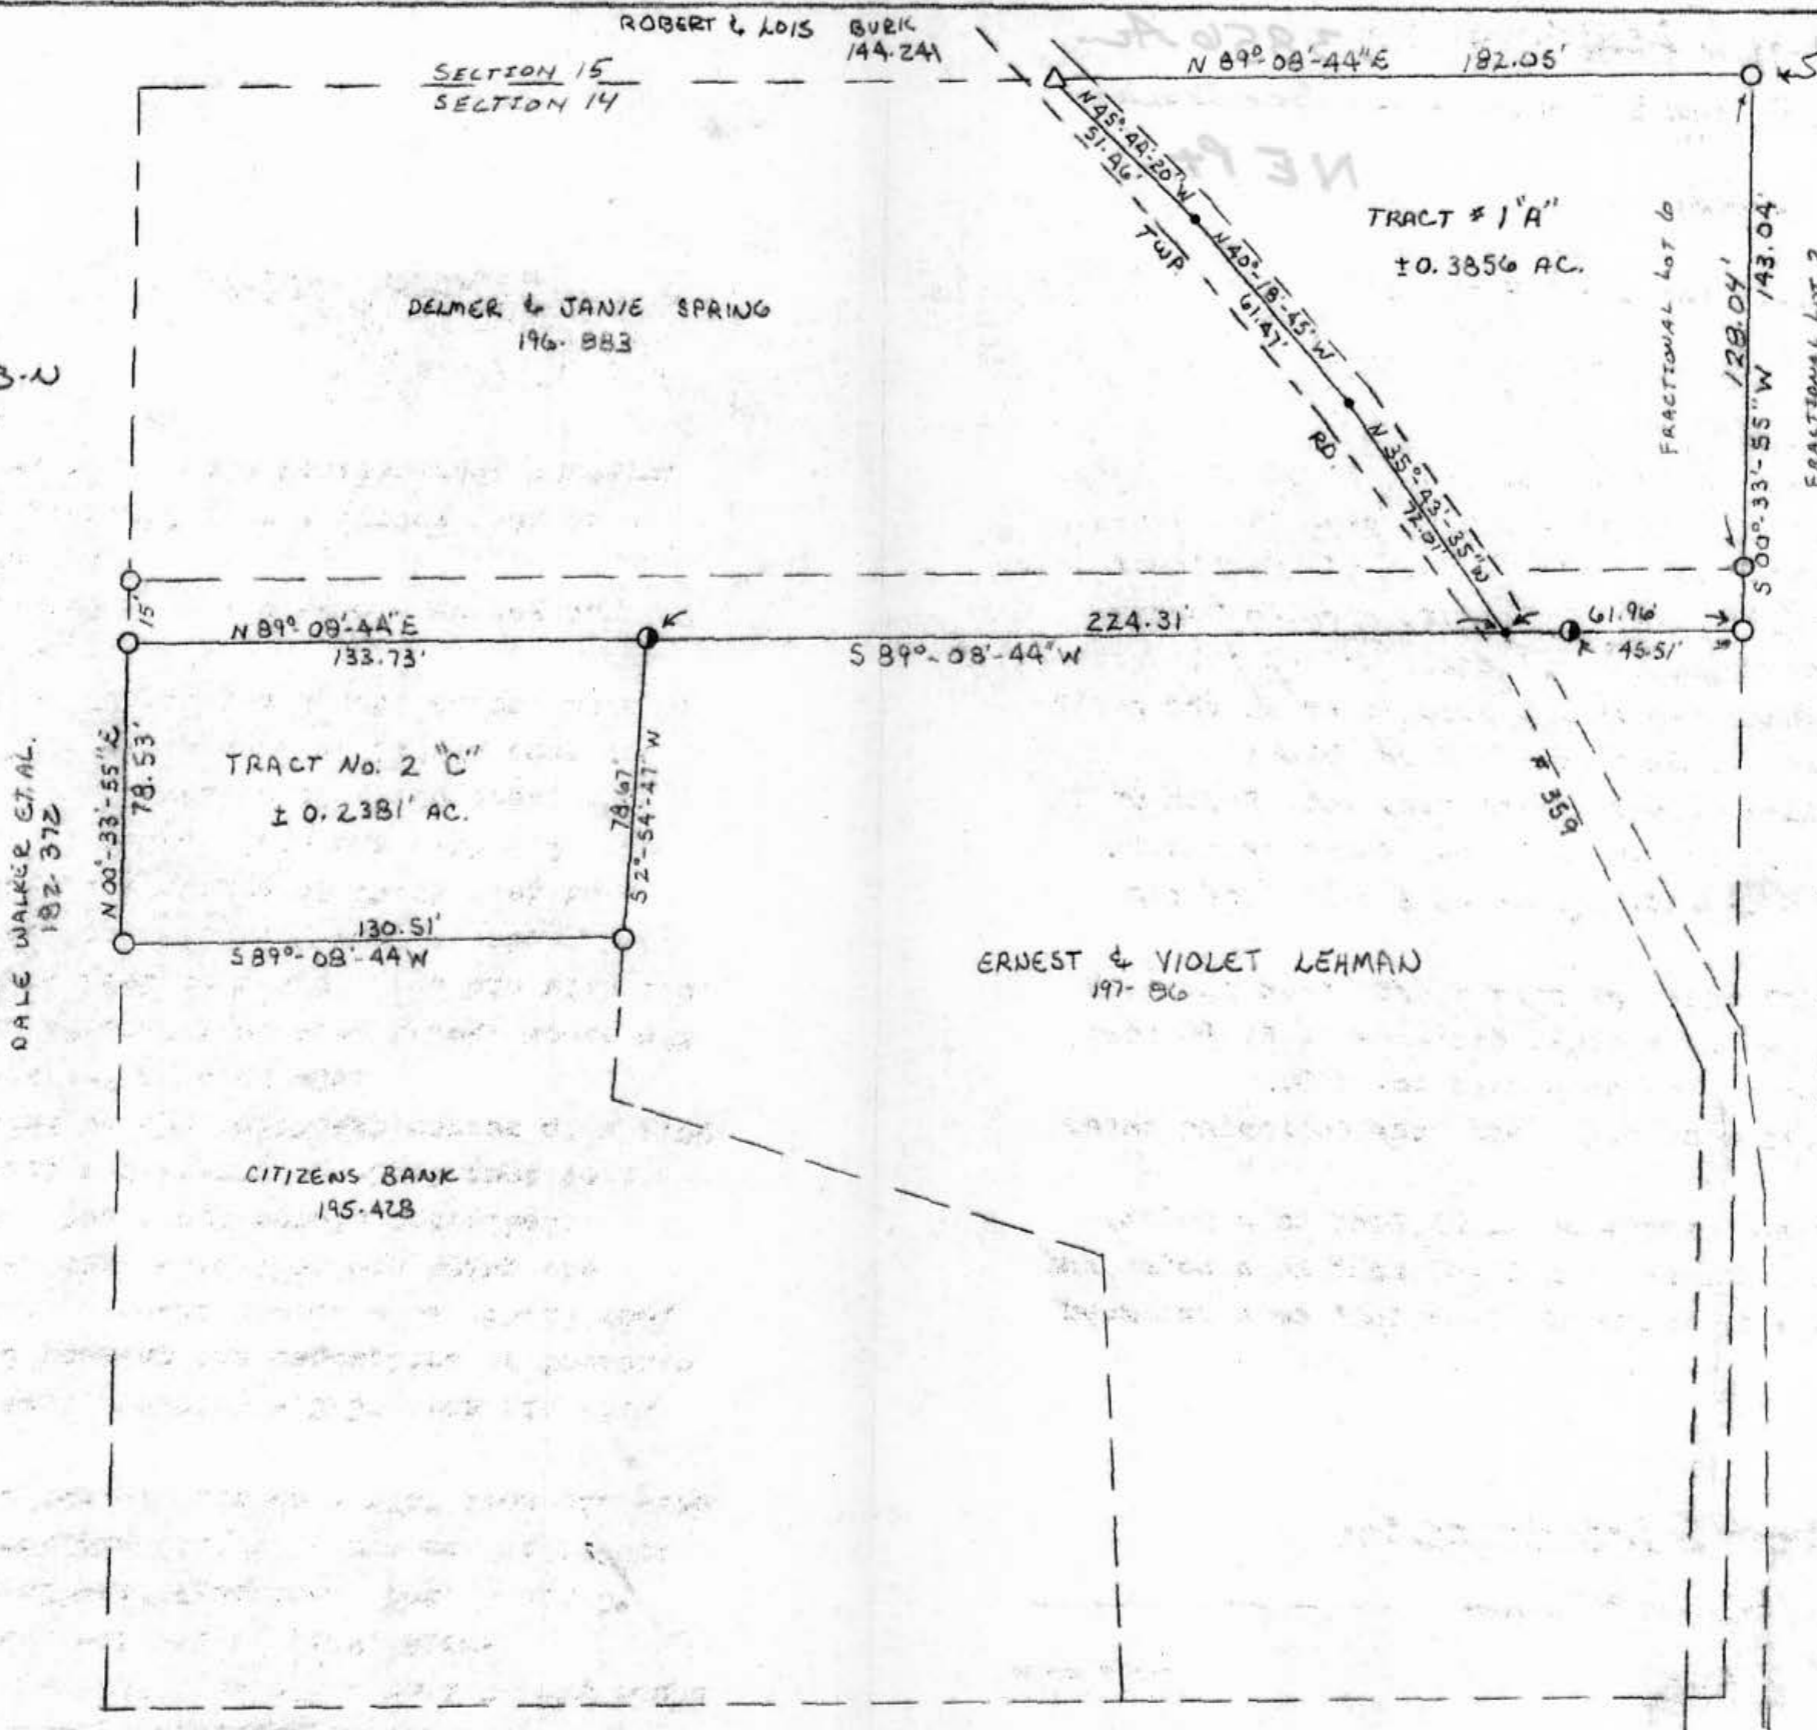 ROBERT & LOIS BURK
144-241
SECTION 15
SECTION 14
N 89°-08'-44"E 182.05'
N 45°-44'-20"W
51.46'
TWP.
N 40°-18'-45"W
61.47'
RD.
N 35°-43'-35"W
72.01'
TRACT # 1 "A"
±0.3856 AC.
FRACTIONAL LOT 6
128.04'
S 00°-33'-55"W 143.04'
DELMER & JANIE SPRING
196-883
15'
N 89°-08'-44"E
133.73'
224.31'
S 89°-08'-44"W
61.96'
45.51'
DALE WALKER ET. AL.
182-372
N 00°-33'-55"E
78.53'
TRACT No. 2 "C"
± 0.2381' AC.
78.67'
S 2°-54'-47"W
130.51'
S 89°-08'-44 W
# 359
ERNEST & VIOLET LEHMAN
197-86
CITIZENS BANK
195-428